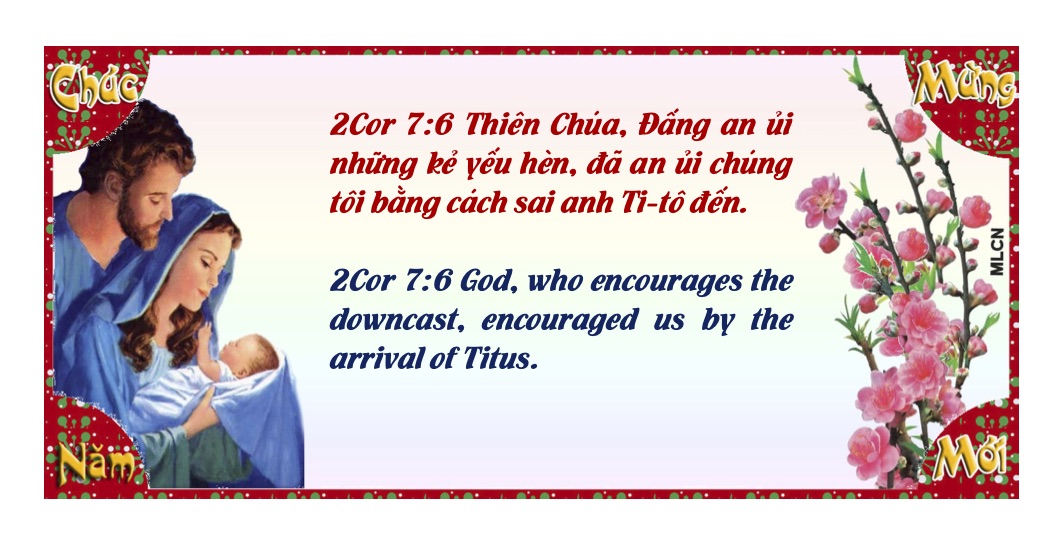 Chúc
Mừng
2Cor 7:6 Thiên Chúa, Đấng an ủi
những kẻ yếu hèn, đã an ủi chúng
tôi bằng cách sai anh Ti-tô đến.
2Cor 7:6 God, who encourages the
downcast, encouraged us by the
arrival of Titus.
MLCN
Năm
Mới